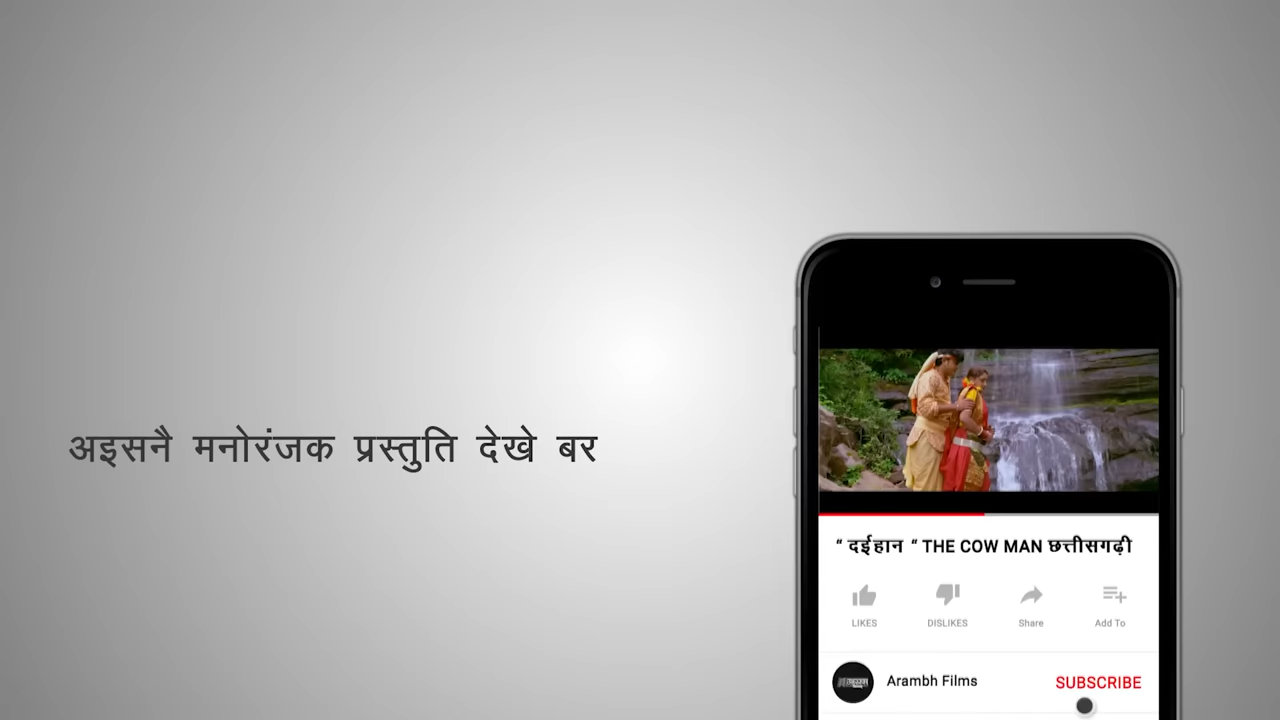 अइसनै मनोरंजक प्रस्तुति देखे बर
“ दईहान “ THE COW MAN छत्तीसगढ़ी
LIKES DISLIKES Share Add To
Arambh Films SUBSCRIBE